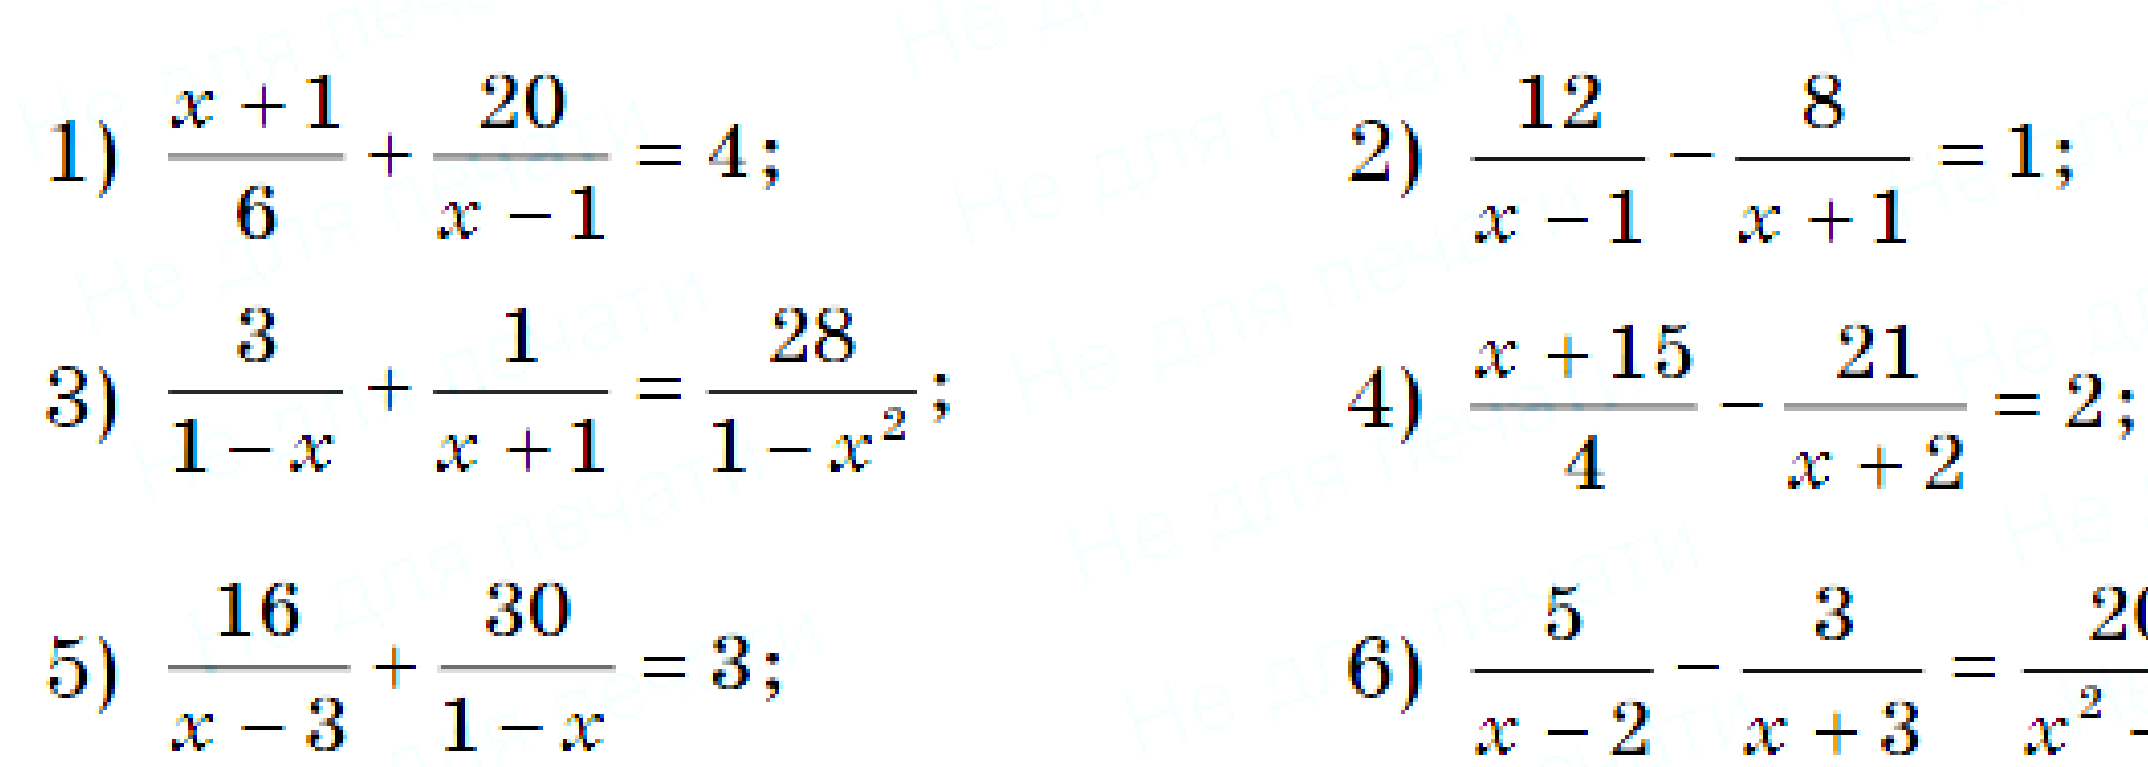 1) (x + 1)/6 + 20/(x − 1) = 4;
2) 12/(x − 1) − 8/(x + 1) = 1;
3) 3/(1 − x) + 1/(x + 1) = 28/(1 − x²);
4) (x + 15)/4 − 21/(x + 2) = 2;
5) 16/(x − 3) + 30/(1 − x) = 3;
6) 5/(x − 2) − 3/(x + 3) =
Не для печати